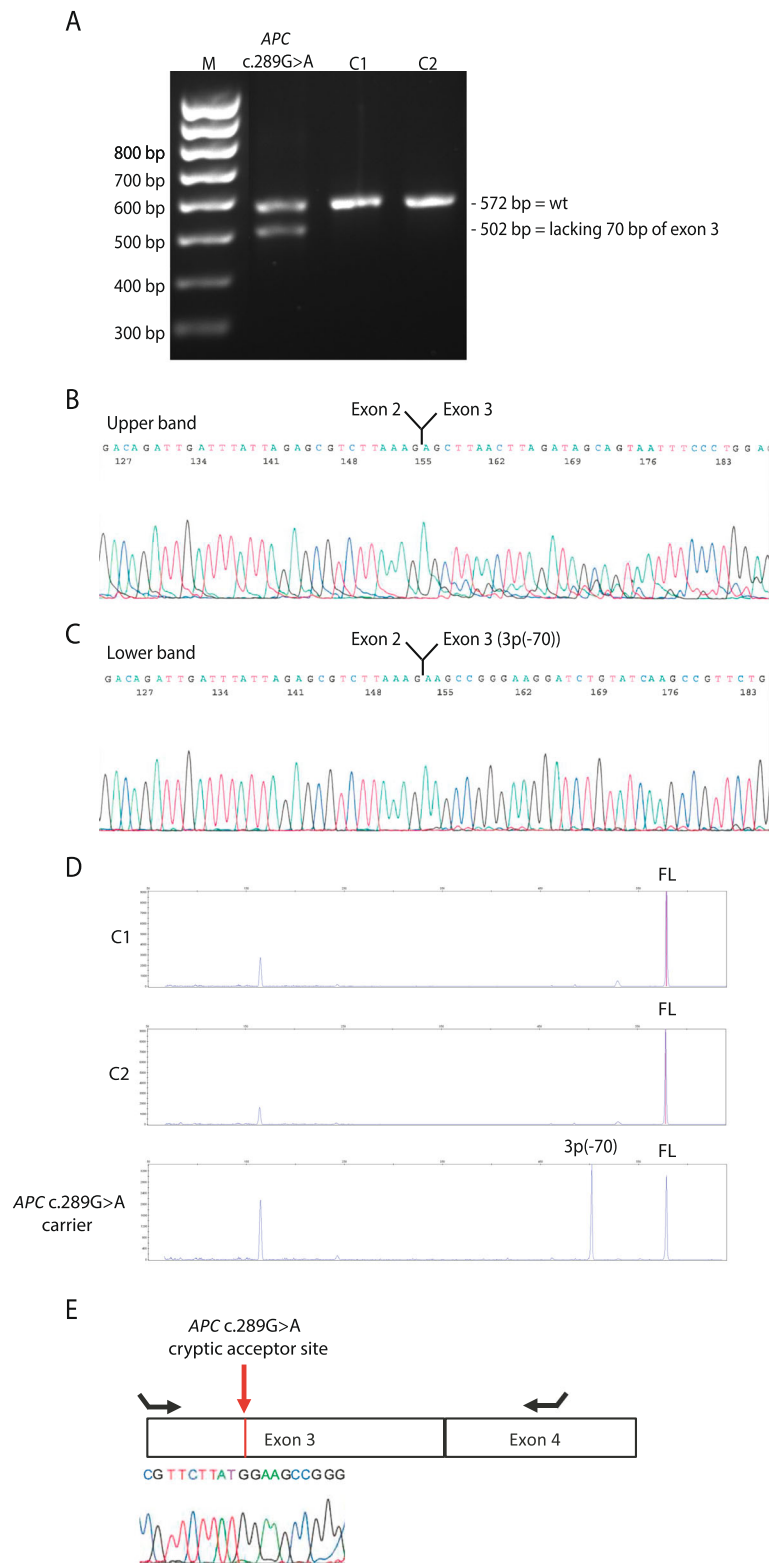 A
APC
c.289G>A
M C1 C2
800 bp
700 bp
600 bp
500 bp
400 bp
300 bp
- 572 bp = wt
- 502 bp = lacking 70 bp of exon 3
B
Upper band
Exon 2 Exon 3
GACAGATTGATTTATTAGAGCGTCTTAAAGAGCTTAACTTAGATAGCAGTAATTTCCCTGGAG
127 134 141 148 155 162 169 176 183
C
Lower band
Exon 2 Exon 3 (3p(-70))
GACAGATTGATTTATTAGAGCGTCTTAAAGAAGCCGGGAAGGATCTGTATCAAGCCGTTCTG
127 134 141 148 155 162 169 176 183
D
FL
C1
FL
C2
3p(-70) FL
APC c.289G>A
carrier
E
APC c.289G>A
cryptic acceptor site
Exon 3 Exon 4
CGTTCTTATGGAAGCCGGG